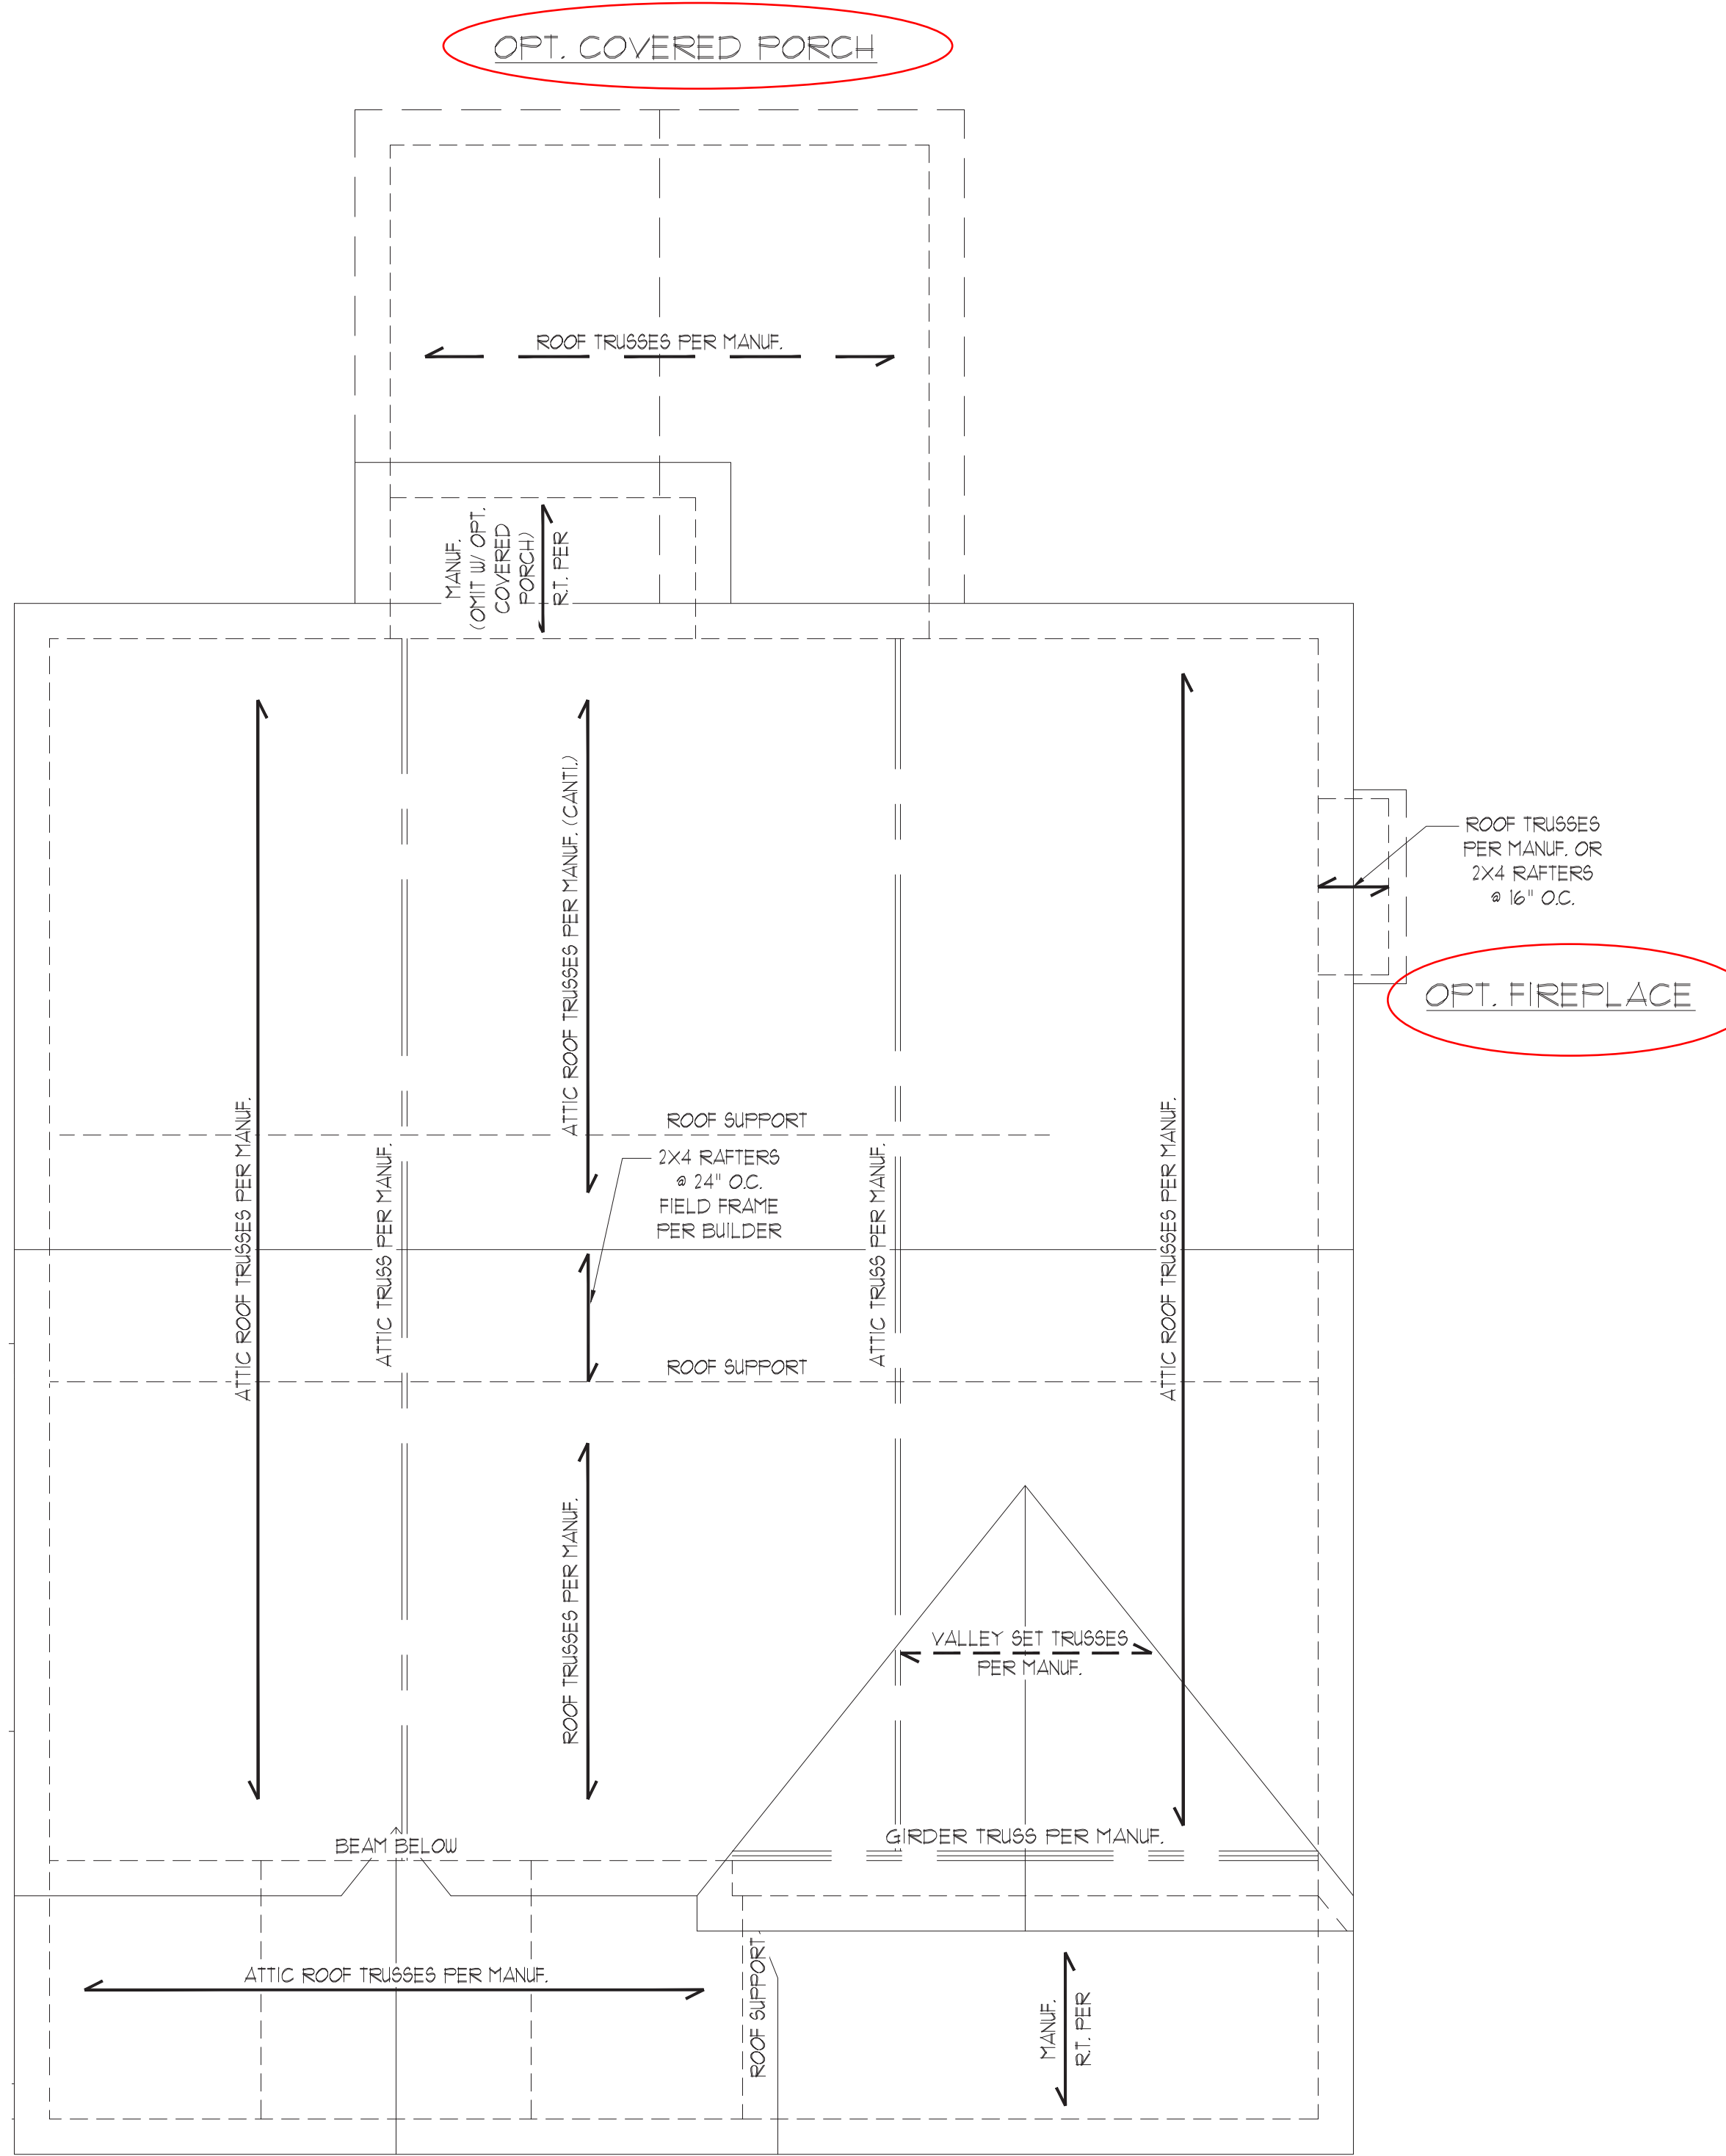 OPT. COVERED PORCH
ROOF TRUSSES PER MANUF.
MANUF.
(OMIT W/ OPT.
COVERED
PORCH)
R.T. PER
ATTIC ROOF TRUSSES PER MANUF. (CANTI.)
ROOF TRUSSES
PER MANUF. OR
2X4 RAFTERS
@ 16" O.C.
OPT. FIREPLACE
ATTIC ROOF TRUSSES PER MANUF.
ATTIC TRUSS PER MANUF.
ROOF SUPPORT
2X4 RAFTERS
@ 24" O.C.
FIELD FRAME
PER BUILDER
ATTIC TRUSS PER MANUF.
ATTIC ROOF TRUSSES PER MANUF.
ROOF SUPPORT
ROOF TRUSSES PER MANUF.
VALLEY SET TRUSSES
PER MANUF.
BEAM BELOW
GIRDER TRUSS PER MANUF.
ATTIC ROOF TRUSSES PER MANUF.
ROOF SUPPORT
MANUF.
R.T. PER